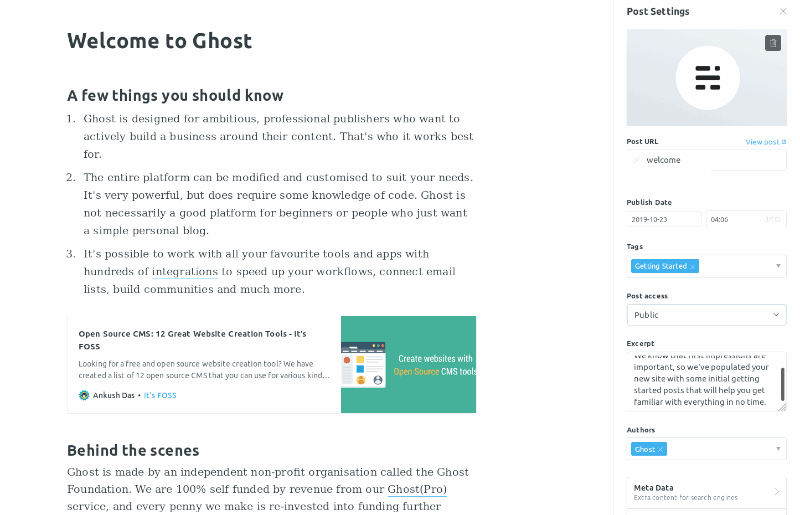 Welcome to Ghost
A few things you should know
1. Ghost is designed for ambitious, professional publishers who want to
actively build a business around their content. That's who it works best
for.
2. The entire platform can be modified and customised to suit your needs.
It's very powerful, but does require some knowledge of code. Ghost is
not necessarily a good platform for beginners or people who just want
a simple personal blog.
3. It's possible to work with all your favourite tools and apps with
hundreds of integrations to speed up your workflows, connect email
lists, build communities and much more.
Open Source CMS: 12 Great Website Creation Tools - It's
FOSS
Looking for a free and open source website creation tool? We have
created a list of 12 open source CMS that you can use for various kind...
Ankush Das • It's FOSS
Create websites with
Open Source CMS tools
Behind the scenes
Ghost is made by an independent non-profit organisation called the Ghost
Foundation. We are 100% self funded by revenue from our Ghost(Pro)
service, and every penny we make is re-invested into funding further
Post Settings
Post URL
View post
welcome
Publish Date
2019-10-23
04:06
Tags
Getting Started
Post access
Public
Excerpt
We know that first impressions are
important, so we've populated your
new site with some initial getting
started posts that will help you get
familiar with everything in no time.
Authors
Ghost
Meta Data
Extra content for search engines